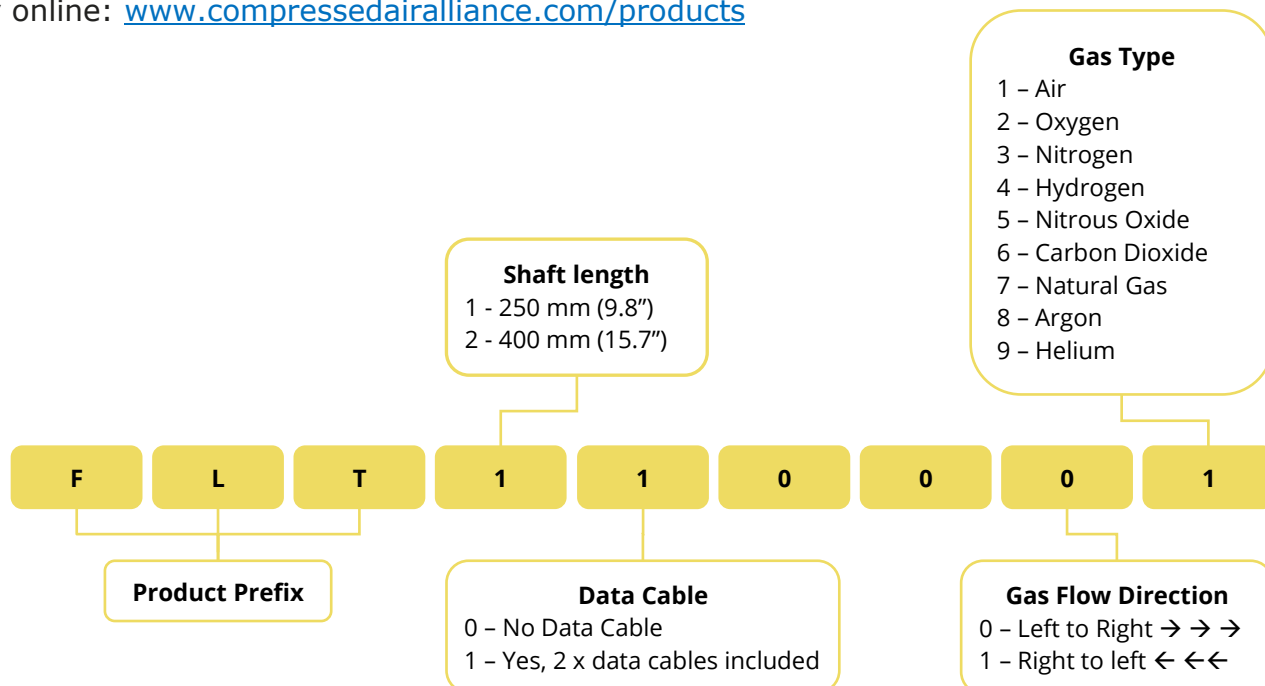 online: www.compressedairalliance.com/products
Gas Type
1 – Air
2 – Oxygen
3 – Nitrogen
4 – Hydrogen
5 – Nitrous Oxide
6 – Carbon Dioxide
7 – Natural Gas
8 – Argon
9 – Helium
Shaft length
1 - 250 mm (9.8”)
2 - 400 mm (15.7”)
F L T 1 1 0 0 0 1
Product Prefix
Data Cable
0 – No Data Cable
1 – Yes, 2 x data cables included
Gas Flow Direction
0 – Left to Right → → →
1 – Right to left ← ←←